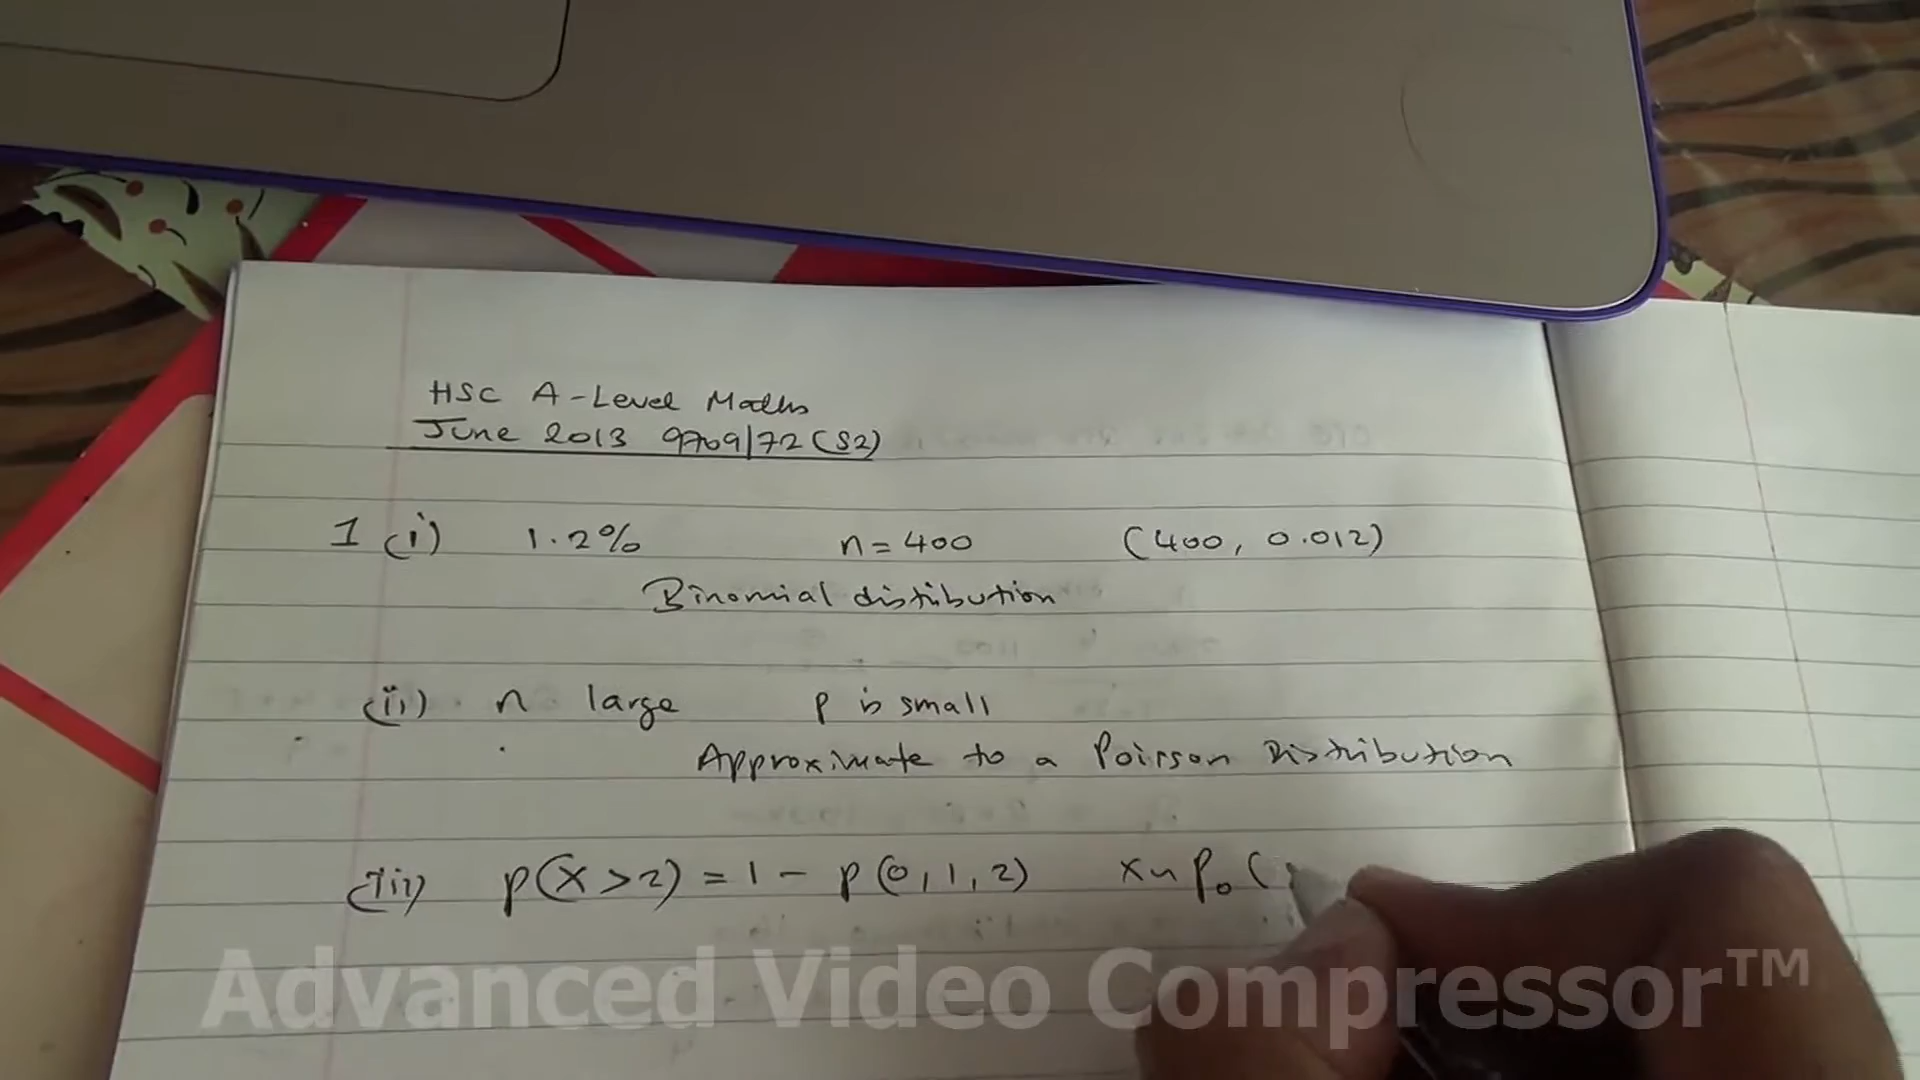 HSC A-Level Maths
June 2013 9709/72 (S2)
1 (i) 1.2% n = 400 (400, 0.012)
Binomial distribution
(ii) n large p is small
Approximate to a Poisson Distribution
(iii) P(X > 2) = 1 - P(0, 1, 2) X ~ Po (
Advanced Video Compressor™